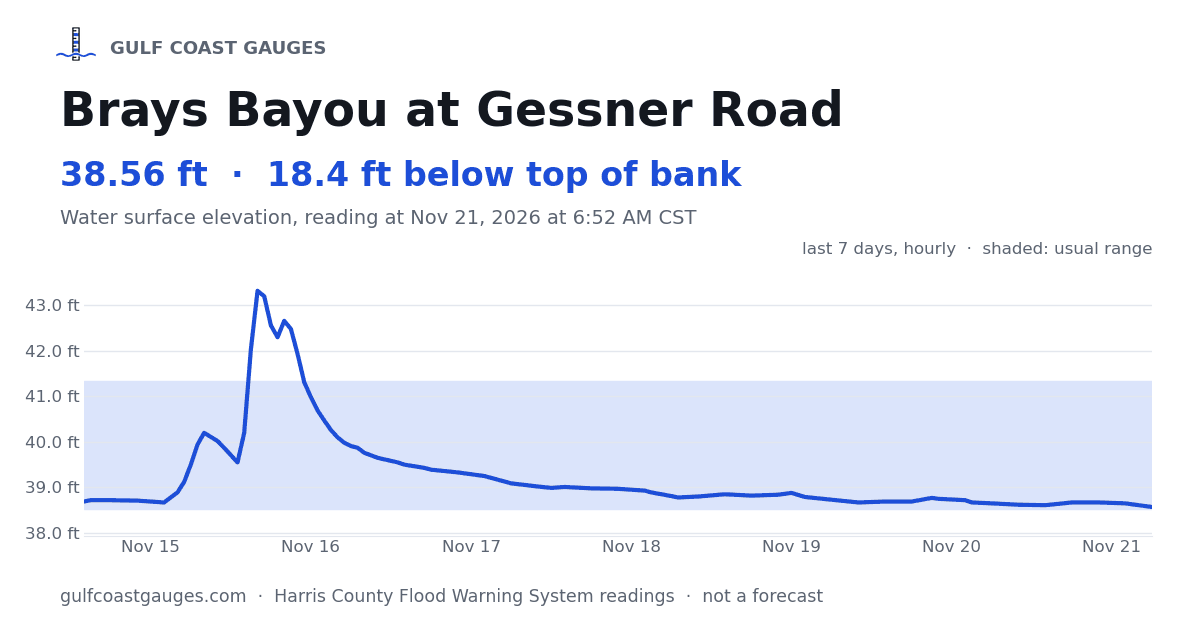 GULF COAST GAUGES
Brays Bayou at Gessner Road
38.56 ft · 18.4 ft below top of bank
Water surface elevation, reading at Nov 21, 2026 at 6:52 AM CST
last 7 days, hourly · shaded: usual range
43.0 ft
42.0 ft
41.0 ft
40.0 ft
39.0 ft
38.0 ft
Nov 15 Nov 16 Nov 17 Nov 18 Nov 19 Nov 20 Nov 21
gulfcoastgauges.com · Harris County Flood Warning System readings · not a forecast